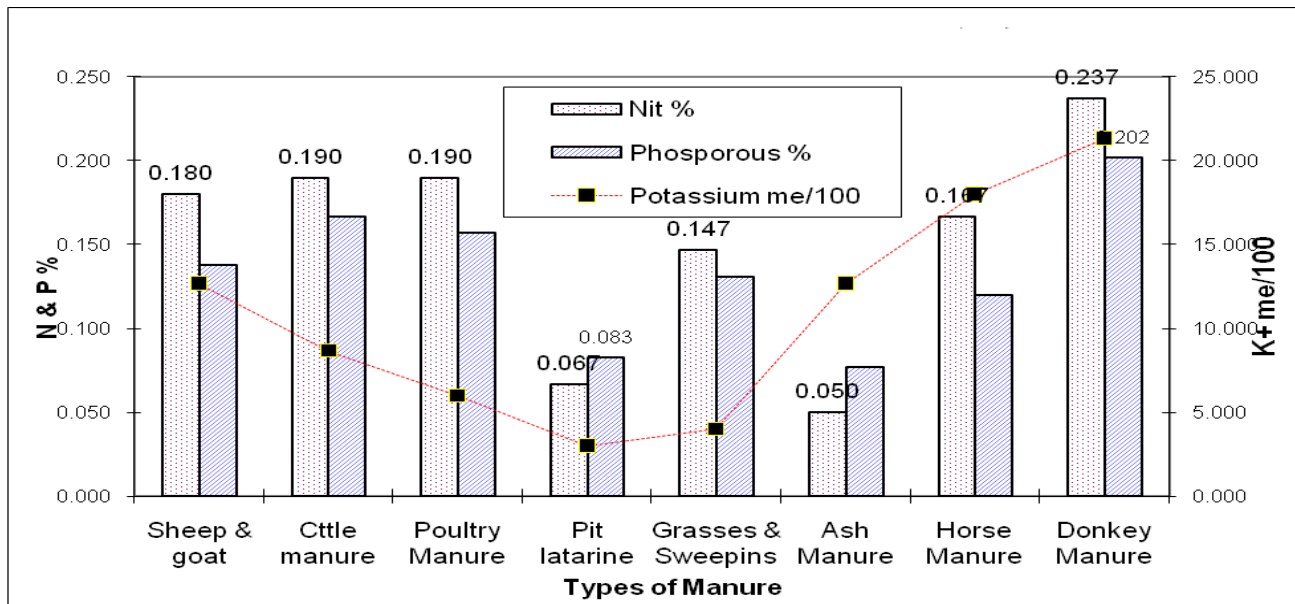 0.250
0.200
0.150
0.100
0.050
0.000
N & P %
25.000
20.000
15.000
10.000
5.000
0.000
K+ me/100
Nit %
Phosporous %
Potassium me/100
0.180
0.190
0.190
0.067
0.083
0.147
0.050
0.167
0.237
.202
Sheep &
goat
Cttle
manure
Poultry
Manure
Pit
latarine
Grasses &
Sweepins
Ash
Manure
Horse
Manure
Donkey
Manure
Types of Manure